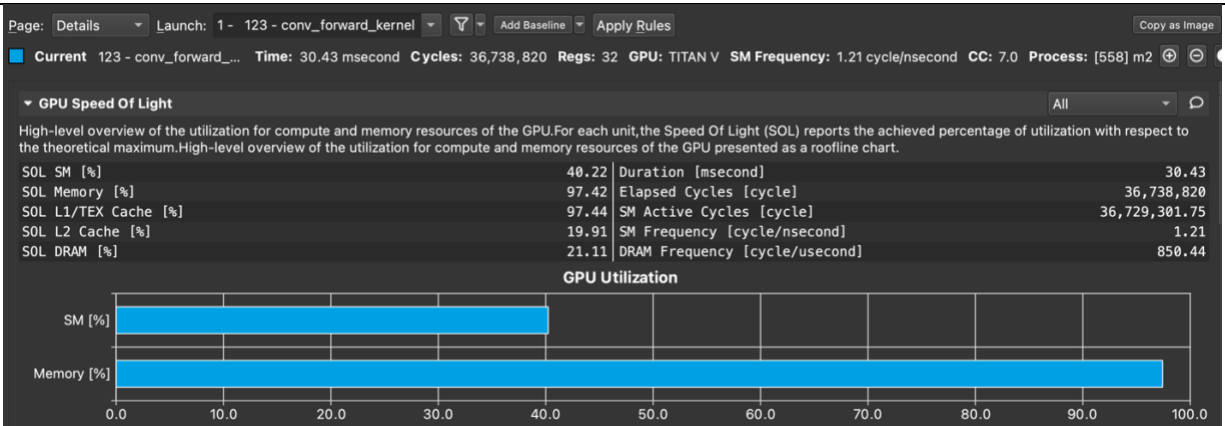 Page: Details Launch: 1 - 123 - conv_forward_kernel Add Baseline Apply Rules Copy as Image
Current 123 - conv_forward_... Time: 30.43 msecond Cycles: 36,738,820 Regs: 32 GPU: TITAN V SM Frequency: 1.21 cycle/nsecond CC: 7.0 Process: [558] m2
GPU Speed Of Light All
High-level overview of the utilization for compute and memory resources of the GPU.For each unit,the Speed Of Light (SOL) reports the achieved percentage of utilization with respect to
the theoretical maximum.High-level overview of the utilization for compute and memory resources of the GPU presented as a roofline chart.
SOL SM [%] 40.22 Duration [msecond] 30.43
SOL Memory [%] 97.42 Elapsed Cycles [cycle] 36,738,820
SOL L1/TEX Cache [%] 97.44 SM Active Cycles [cycle] 36,729,301.75
SOL L2 Cache [%] 19.91 SM Frequency [cycle/nsecond] 1.21
SOL DRAM [%] 21.11 DRAM Frequency [cycle/usecond] 850.44
GPU Utilization
SM [%]
Memory [%]
0.0 10.0 20.0 30.0 40.0 50.0 60.0 70.0 80.0 90.0 100.0